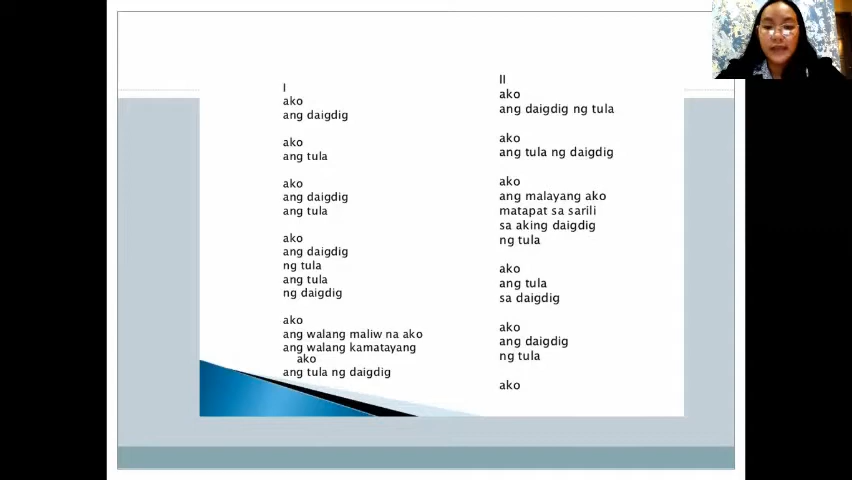 I
ako
ang daigdig
ako
ang tula
ako
ang daigdig
ang tula
ako
ang daigdig
ng tula
ang tula
ng daigdig
ako
ang walang maliw na ako
ang walang kamatayang
ako
ang tula ng daigdig
II
ako
ang daigdig ng tula
ako
ang tula ng daigdig
ako
ang malayang ako
matapat sa sarili
sa aking daigdig
ng tula
ako
ang tula
sa daigdig
ako
ang daigdig
ng tula
ako